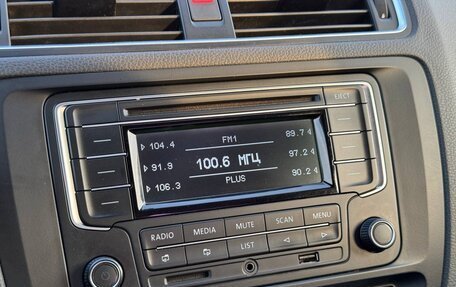 EJECT
104.4 FM1 89.7
91.9 100.6 МГЦ 97.2
106.3 PLUS 90.2
RADIO MEDIA MUTE SCAN MENU
LIST